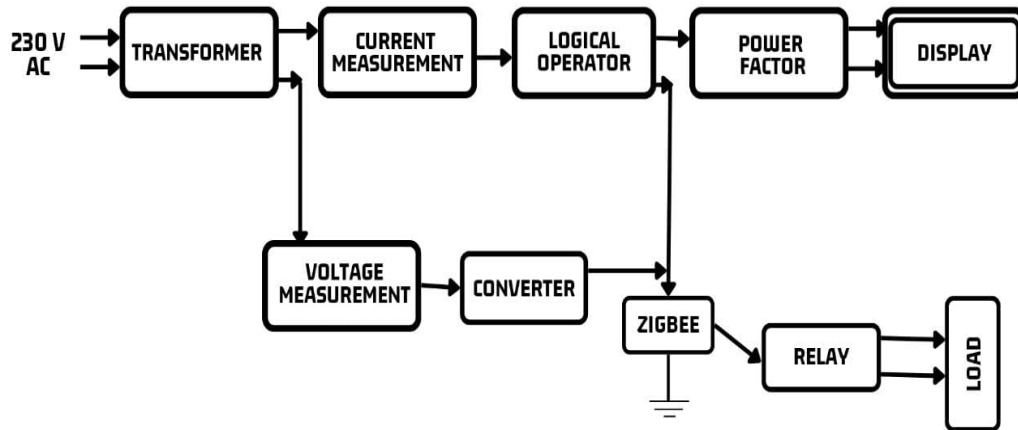 230 V
AC
TRANSFORMER
CURRENT
MEASUREMENT
LOGICAL
OPERATOR
POWER
FACTOR
DISPLAY
VOLTAGE
MEASUREMENT
CONVERTER
ZIGBEE
RELAY
LOAD